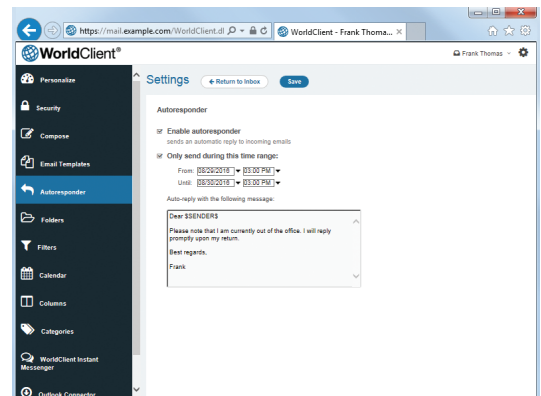 https://mail.example.com/WorldClient.dl
WorldClient - Frank Thoma...
WorldClient®
Frank Thomas
Personalize
Security
Compose
Email Templates
Autoresponder
Folders
Filters
Calendar
Columns
Categories
WorldClient Instant
Messenger
Outlook Connector
Settings
Return to Inbox
Save
Autoresponder
Enable autoresponder
sends an automatic reply to incoming emails
Only send during this time range:
From: 08/29/2016 03:00 PM
Until: 08/30/2016 03:00 PM
Auto-reply with the following message:
Dear $SENDER$
Please note that I am currently out of the office. I will reply
promptly upon my return.
Best regards,
Frank